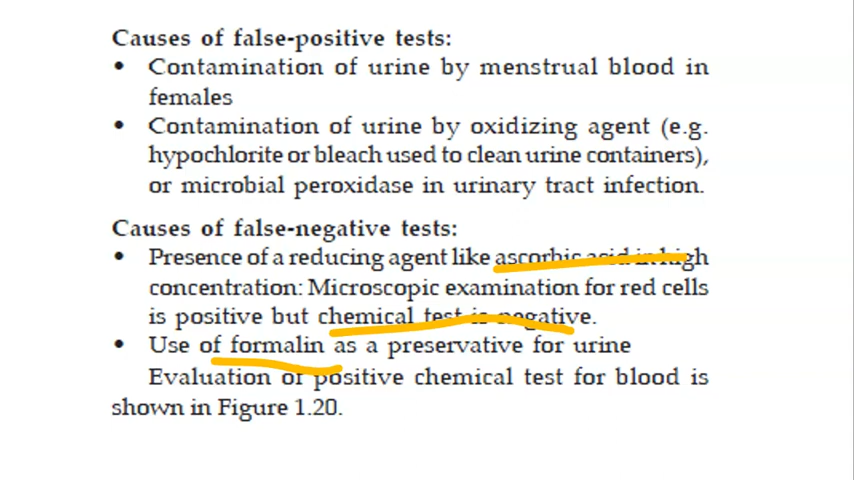 Causes of false-positive tests:
• Contamination of urine by menstrual blood in
females
• Contamination of urine by oxidizing agent (e.g.
hypochlorite or bleach used to clean urine containers),
or microbial peroxidase in urinary tract infection.
Causes of false-negative tests:
• Presence of a reducing agent like ascorbic acid in high
concentration: Microscopic examination for red cells
is positive but chemical test is negative.
• Use of formalin as a preservative for urine
Evaluation of positive chemical test for blood is
shown in Figure 1.20.